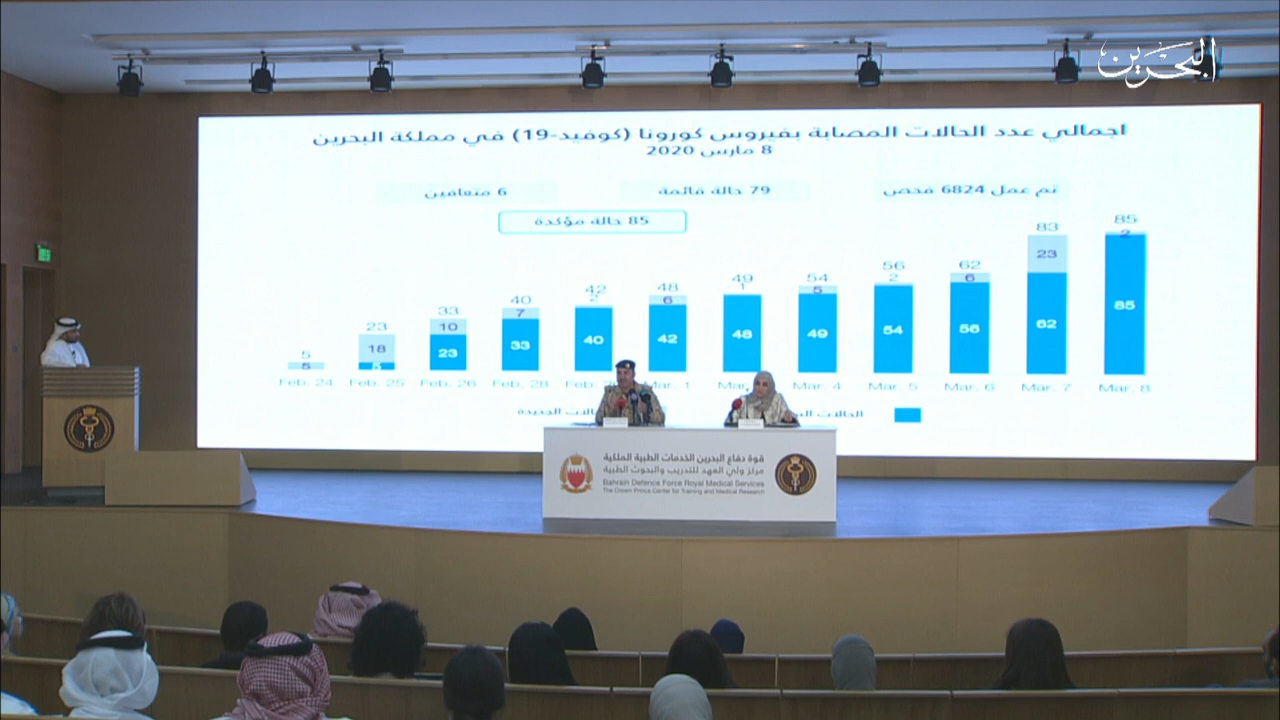 البحرين
اجمالي عدد الحالات المصابة بفيروس كورونا (كوفيد-19) في مملكة البحرين
8 مارس 2020
تم عمل 6824 فحص
79 حالة قائمة
6 متعافين
85 حالة مؤكدة
5 23 33 40 42 48 49 54 56 62 83 85
5 18 10 7 2 6 1 5 2 6 23 2
5 23 33 40 42 48 49 54 56 62 85
Feb. 24 Feb. 25 Feb. 26 Feb. 28 Feb. Mar. 1 Mar. Mar. 4 Mar. 5 Mar. 6 Mar. 7 Mar. 8
الحالات
الجديدة
قوة دفاع البحرين الخدمات الطبية الملكية
مركز ولي العهد للتدريب والبحوث الطبية
Bahrain Defence Force Royal Medical Services
The Crown Prince Center for Training and Medical Research